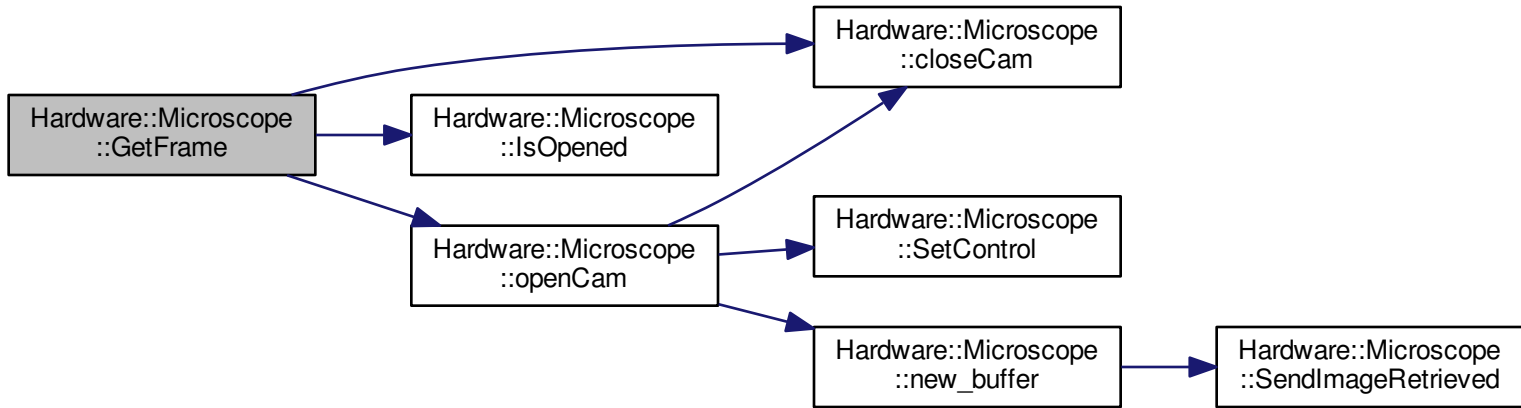 Hardware::Microscope
::GetFrame
Hardware::Microscope
::closeCam
Hardware::Microscope
::IsOpened
Hardware::Microscope
::openCam
Hardware::Microscope
::SetControl
Hardware::Microscope
::new_buffer
Hardware::Microscope
::SendImageRetrieved